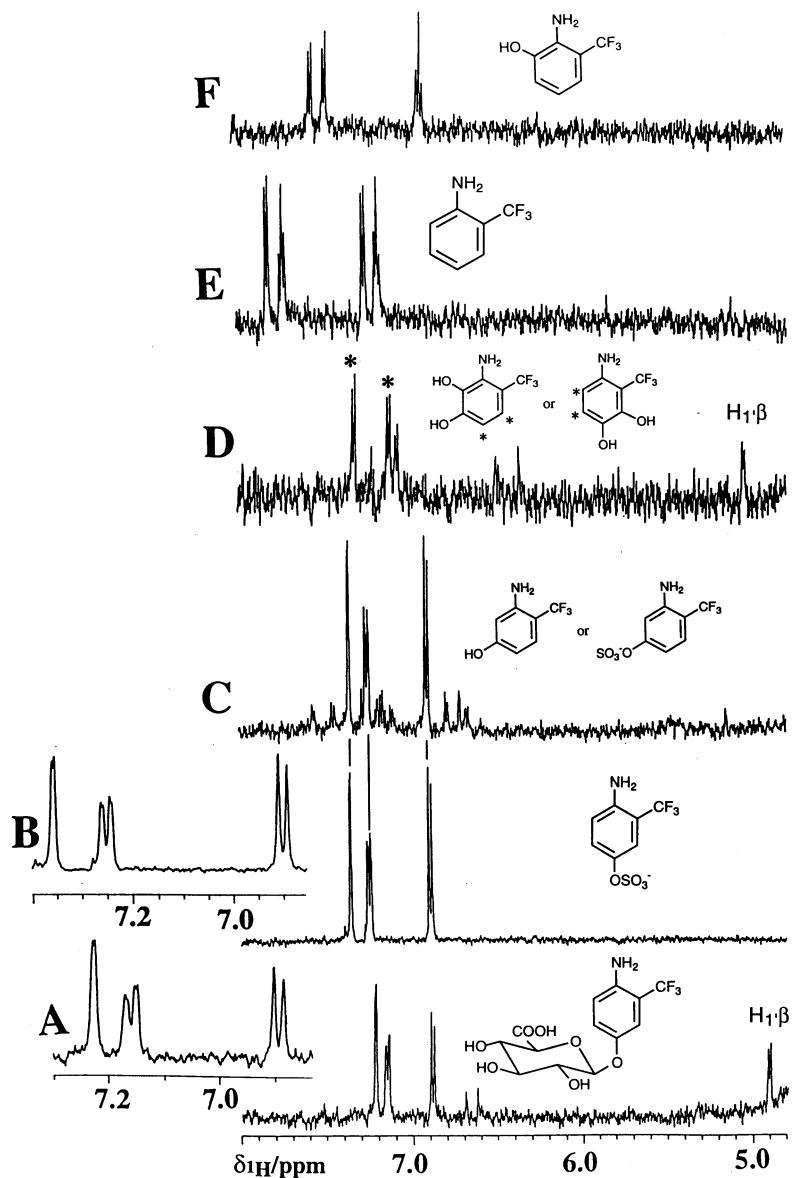 F
HO
NH2
CF3
E
NH2
CF3
D
*
*
HO
HO
NH2
CF3
*
*
or
NH2
CF3
*
*
OH
OH
H1'β
C
NH2
CF3
HO
or
NH2
CF3
SO3-O
B
7.2 7.0
NH2
CF3
OSO3-
A
7.2 7.0
NH2
CF3
COOH
O
HO
HO
OH
O
H1'β
δ1H/ppm 7.0 6.0 5.0